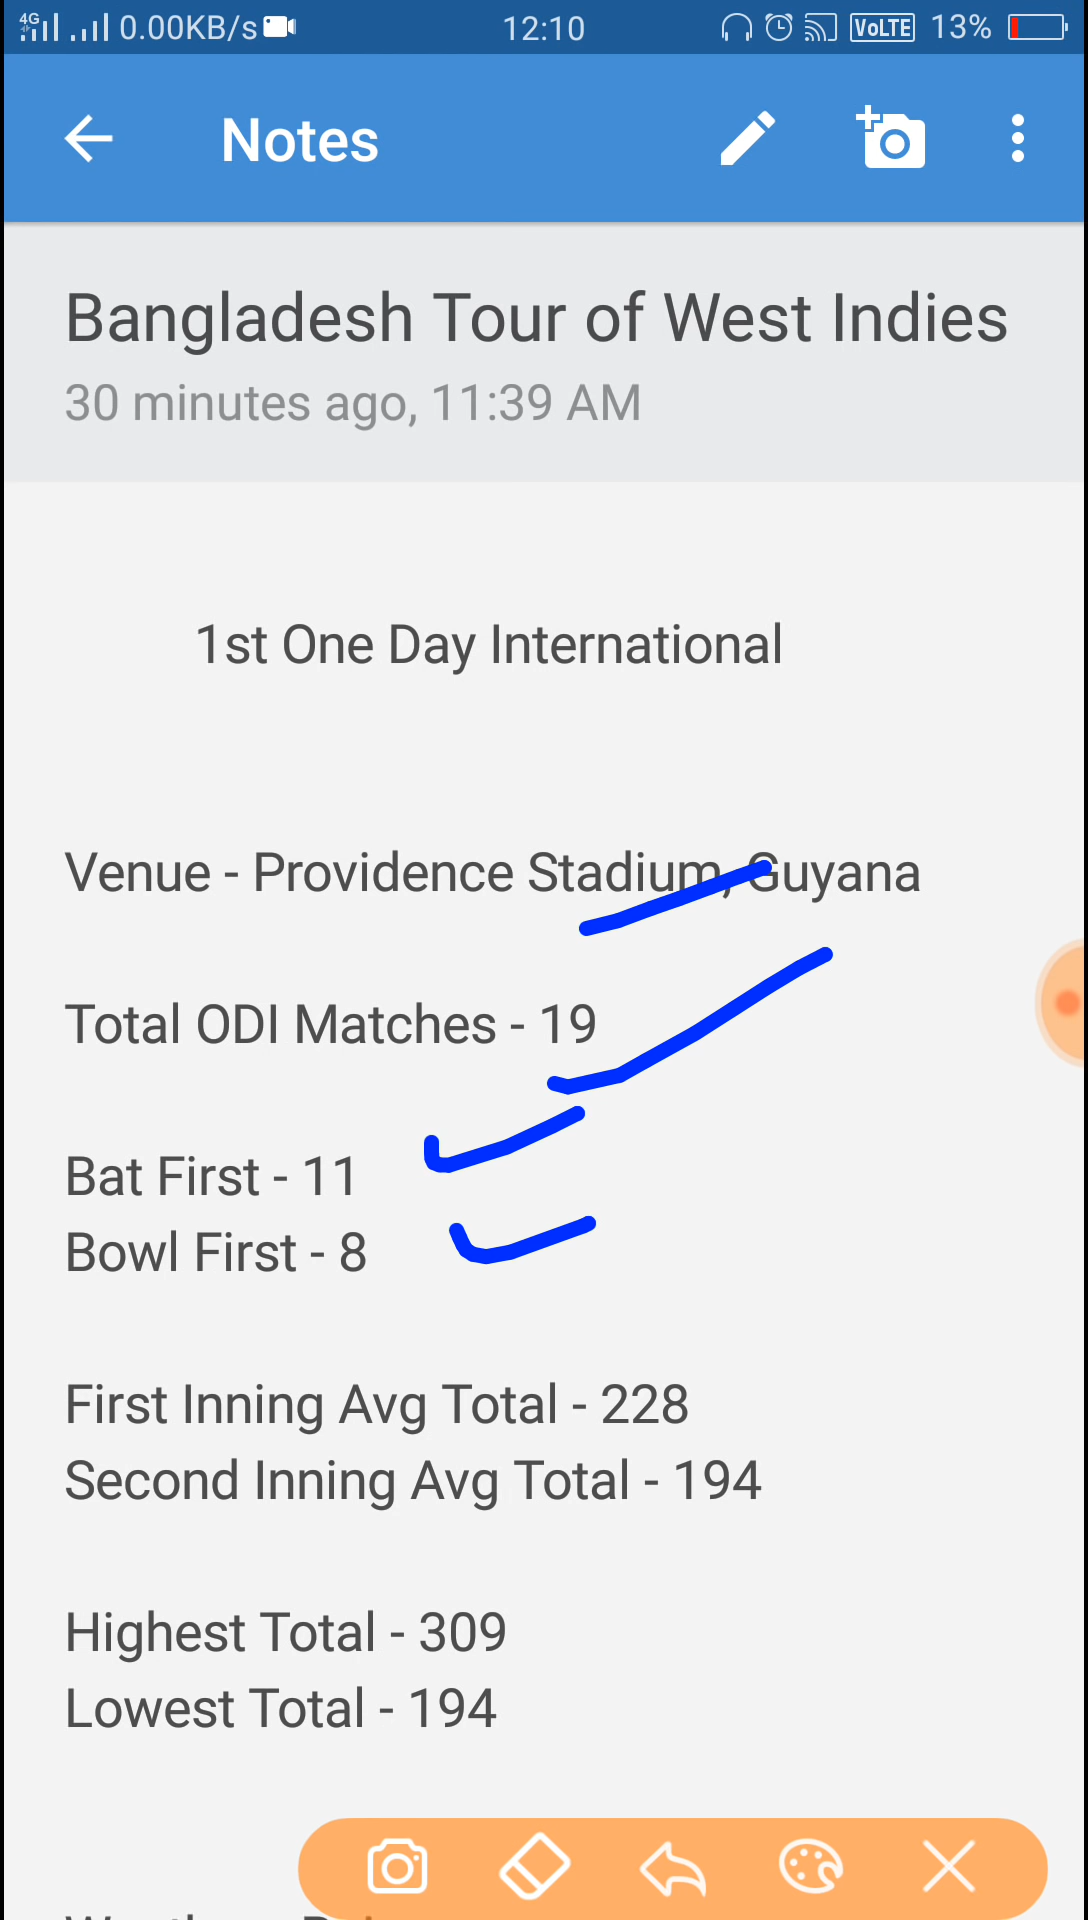 4G 0.00KB/s 12:10 VoLTE 13%
Notes
Bangladesh Tour of West Indies
30 minutes ago, 11:39 AM
1st One Day International
Venue - Providence Stadium, Guyana
Total ODI Matches - 19
Bat First - 11
Bowl First - 8
First Inning Avg Total - 228
Second Inning Avg Total - 194
Highest Total - 309
Lowest Total - 194